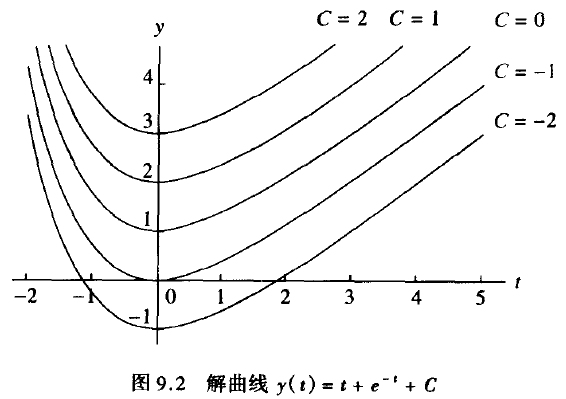 C = 2 C = 1 C = 0
y
C = -1
4
C = -2
3
2
1
-2 -1 0 1 2 3 4 5 t
-1
图 9.2 解曲线 y(t) = t + e⁻ᵗ + C